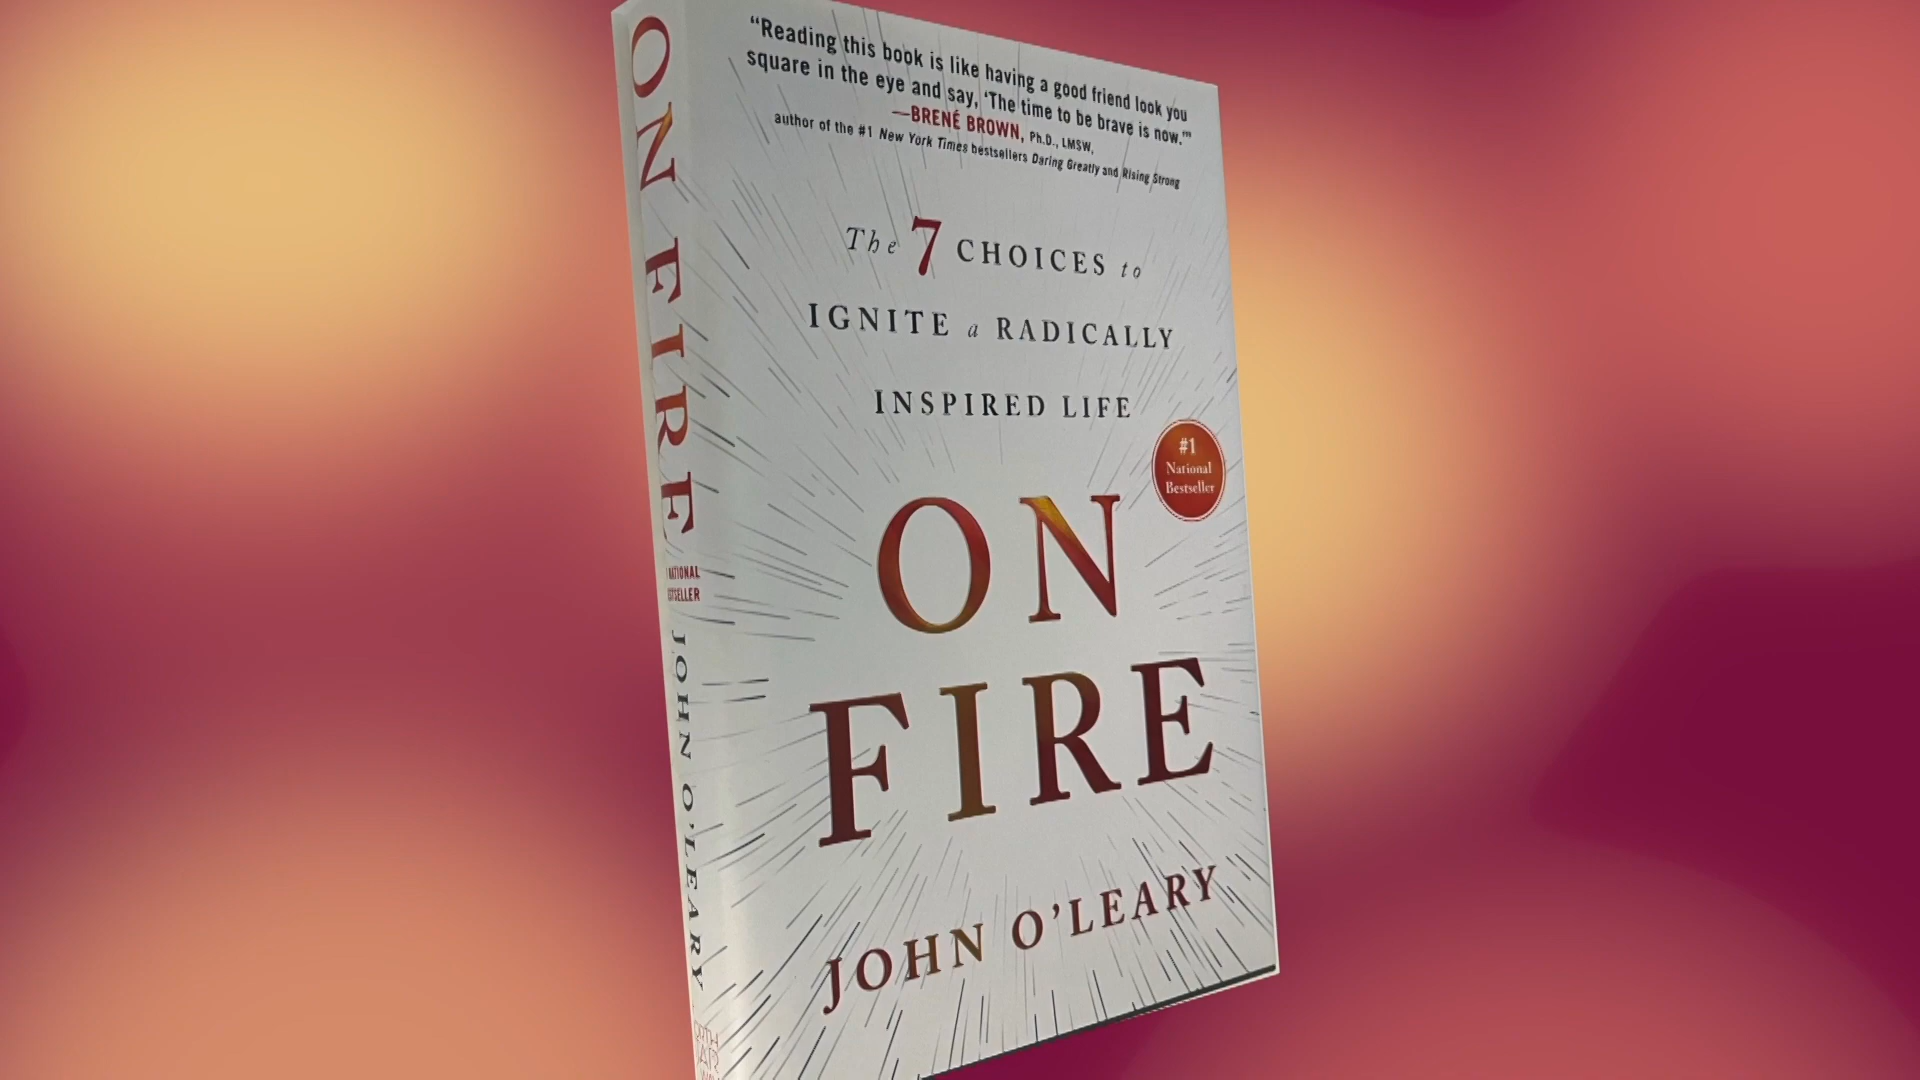 “Reading this book is like having a good friend look you
square in the eye and say, ‘The time to be brave is now.’”
—BRENÉ BROWN, Ph.D., LMSW,
author of the #1 New York Times bestsellers Daring Greatly and Rising Strong
The 7 CHOICES to
IGNITE a RADICALLY
INSPIRED LIFE
#1
National
Bestseller
ON
FIRE
JOHN O’LEARY
ON FIRE
JOHN O’LEARY